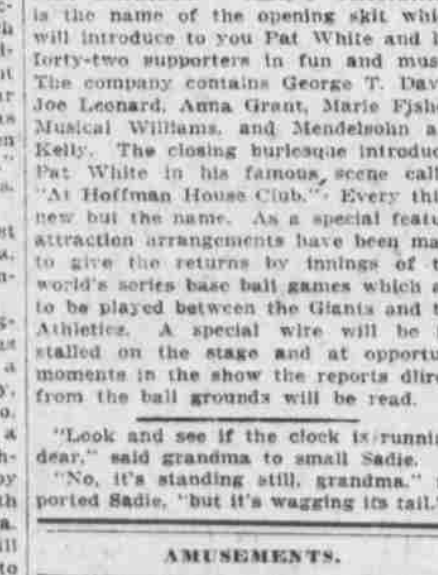 is the name of the opening skit whi
will introduce to you Pat White and h
forty-two supporters in fun and mus
The company contains George T. Dav
Joe Leonard, Anna Grant, Marie Fishe
Musical Williams, and Mendelsohn a
Kelly. The closing burlesque introduc
Pat White in his famous scene call
"At Hoffman House Club." Every thi
new but the name. As a special featu
attraction arrangements have been ma
to give the returns by innings of t
world's series base ball games which a
to be played between the Giants and t
Athletics. A special wire will be i
stalled on the stage and at opportu
moments in the show the reports dire
from the ball grounds will be read.
"Look and see if the clock is runnin
dear," said grandma to small Sadie.
"No, it's standing still, grandma."
ported Sadie, "but it's wagging its tail.
AMUSEMENTS.